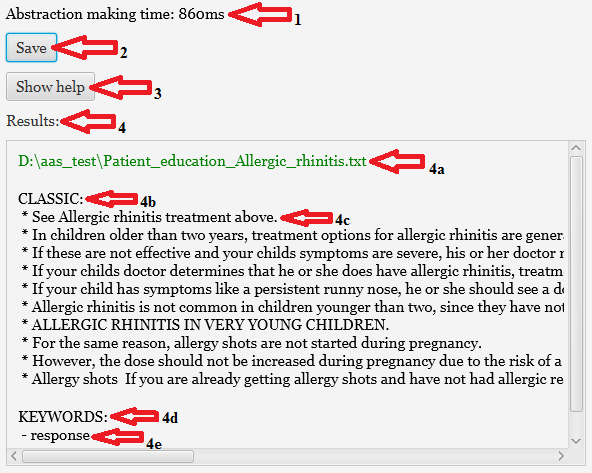 Abstraction making time: 860ms 1
Save 2
Show help 3
Results: 4
D:\aas_test\Patient_education_Allergic_rhinitis.txt 4a
CLASSIC: 4b
* See Allergic rhinitis treatment above. 4c
* In children older than two years, treatment options for allergic rhinitis are gener
* If these are not effective and your childs symptoms are severe, his or her doctor
* If your childs doctor determines that he or she does have allergic rhinitis, treatm
* If your child has symptoms like a persistent runny nose, he or she should see a d
* Allergic rhinitis is not common in children younger than two, since they have not
* ALLERGIC RHINITIS IN VERY YOUNG CHILDREN.
* For the same reason, allergy shots are not started during pregnancy.
* However, the dose should not be increased during pregnancy due to the risk of a
* Allergy shots If you are already getting allergy shots and have not had allergic re
KEYWORDS: 4d
- response 4e